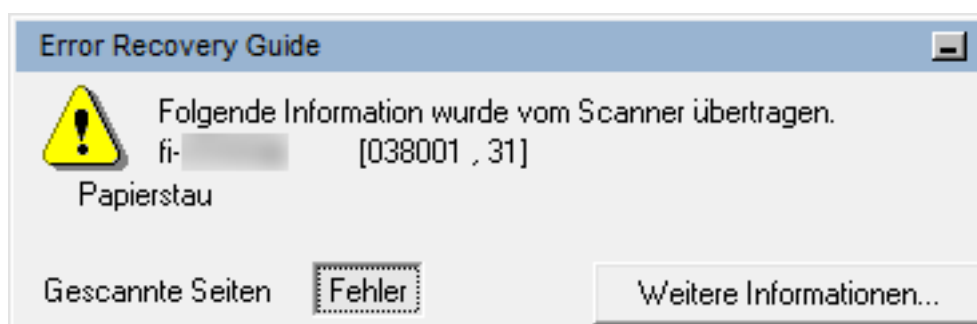 Error Recovery Guide
Folgende Information wurde vom Scanner übertragen.
fi- [038001 , 31]
Papierstau
Gescannte Seiten Fehler Weitere Informationen...